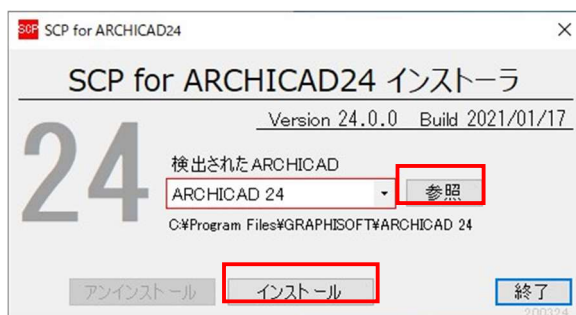 SCP SCP for ARCHICAD24
SCP for ARCHICAD24 インストーラ
Version 24.0.0 Build 2021/01/17
24
検出されたARCHICAD
ARCHICAD 24 参照
C:¥Program Files¥GRAPHISOFT¥ARCHICAD 24
アンインストール インストール 終了
200324